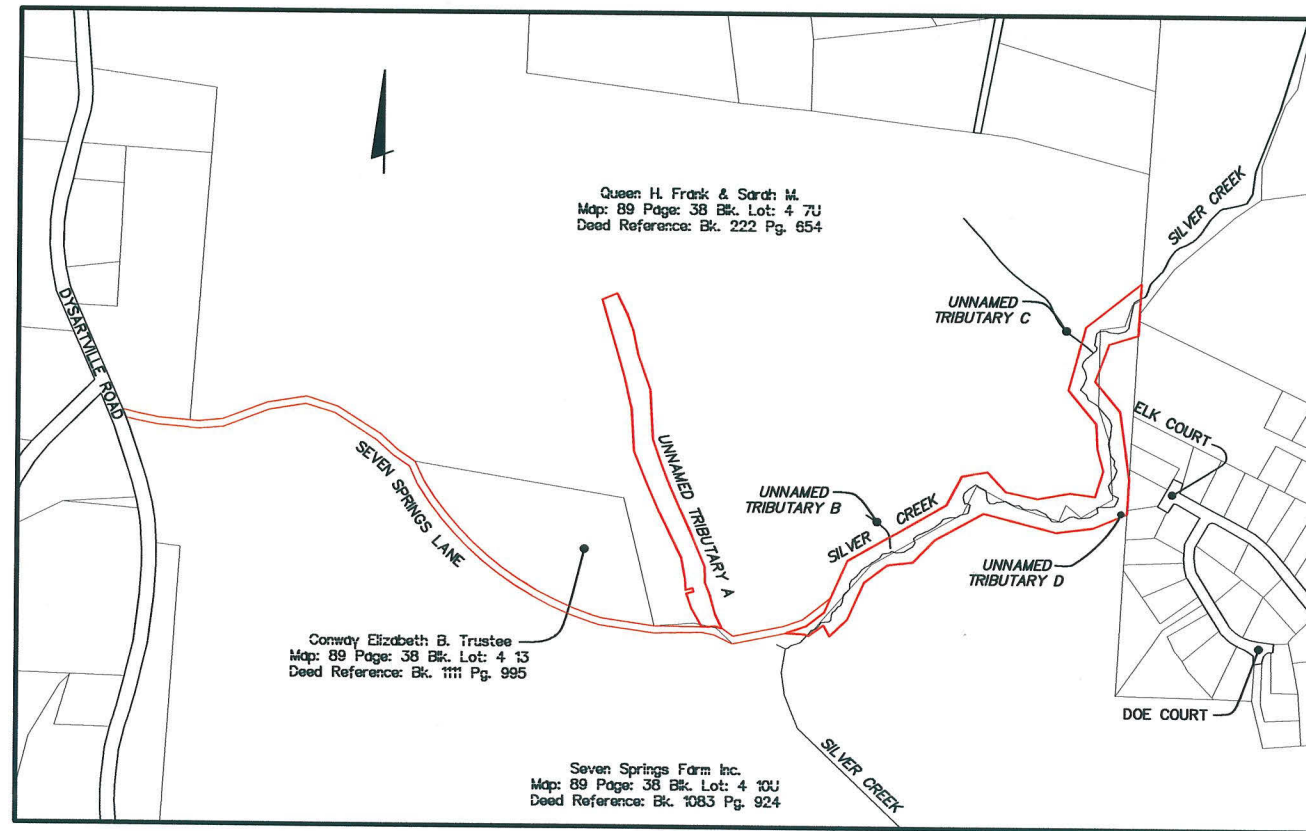 Queen H. Frank & Sarah M.
Map: 89 Page: 38 Blk. Lot: 4 7U
Deed Reference: Bk. 222 Pg. 654
SILVER CREEK
UNNAMED
TRIBUTARY C
DYSARTVILLE ROAD
SEVEN SPRINGS LANE
UNNAMED TRIBUTARY A
UNNAMED
TRIBUTARY B
SILVER CREEK
ELK COURT
UNNAMED
TRIBUTARY D
Conway Elizabeth B. Trustee
Map: 89 Page: 38 Blk. Lot: 4 13
Deed Reference: Bk. 1111 Pg. 995
DOE COURT
SILVER CREEK
Seven Springs Farm Inc.
Map: 89 Page: 38 Blk. Lot: 4 10U
Deed Reference: Bk. 1083 Pg. 924